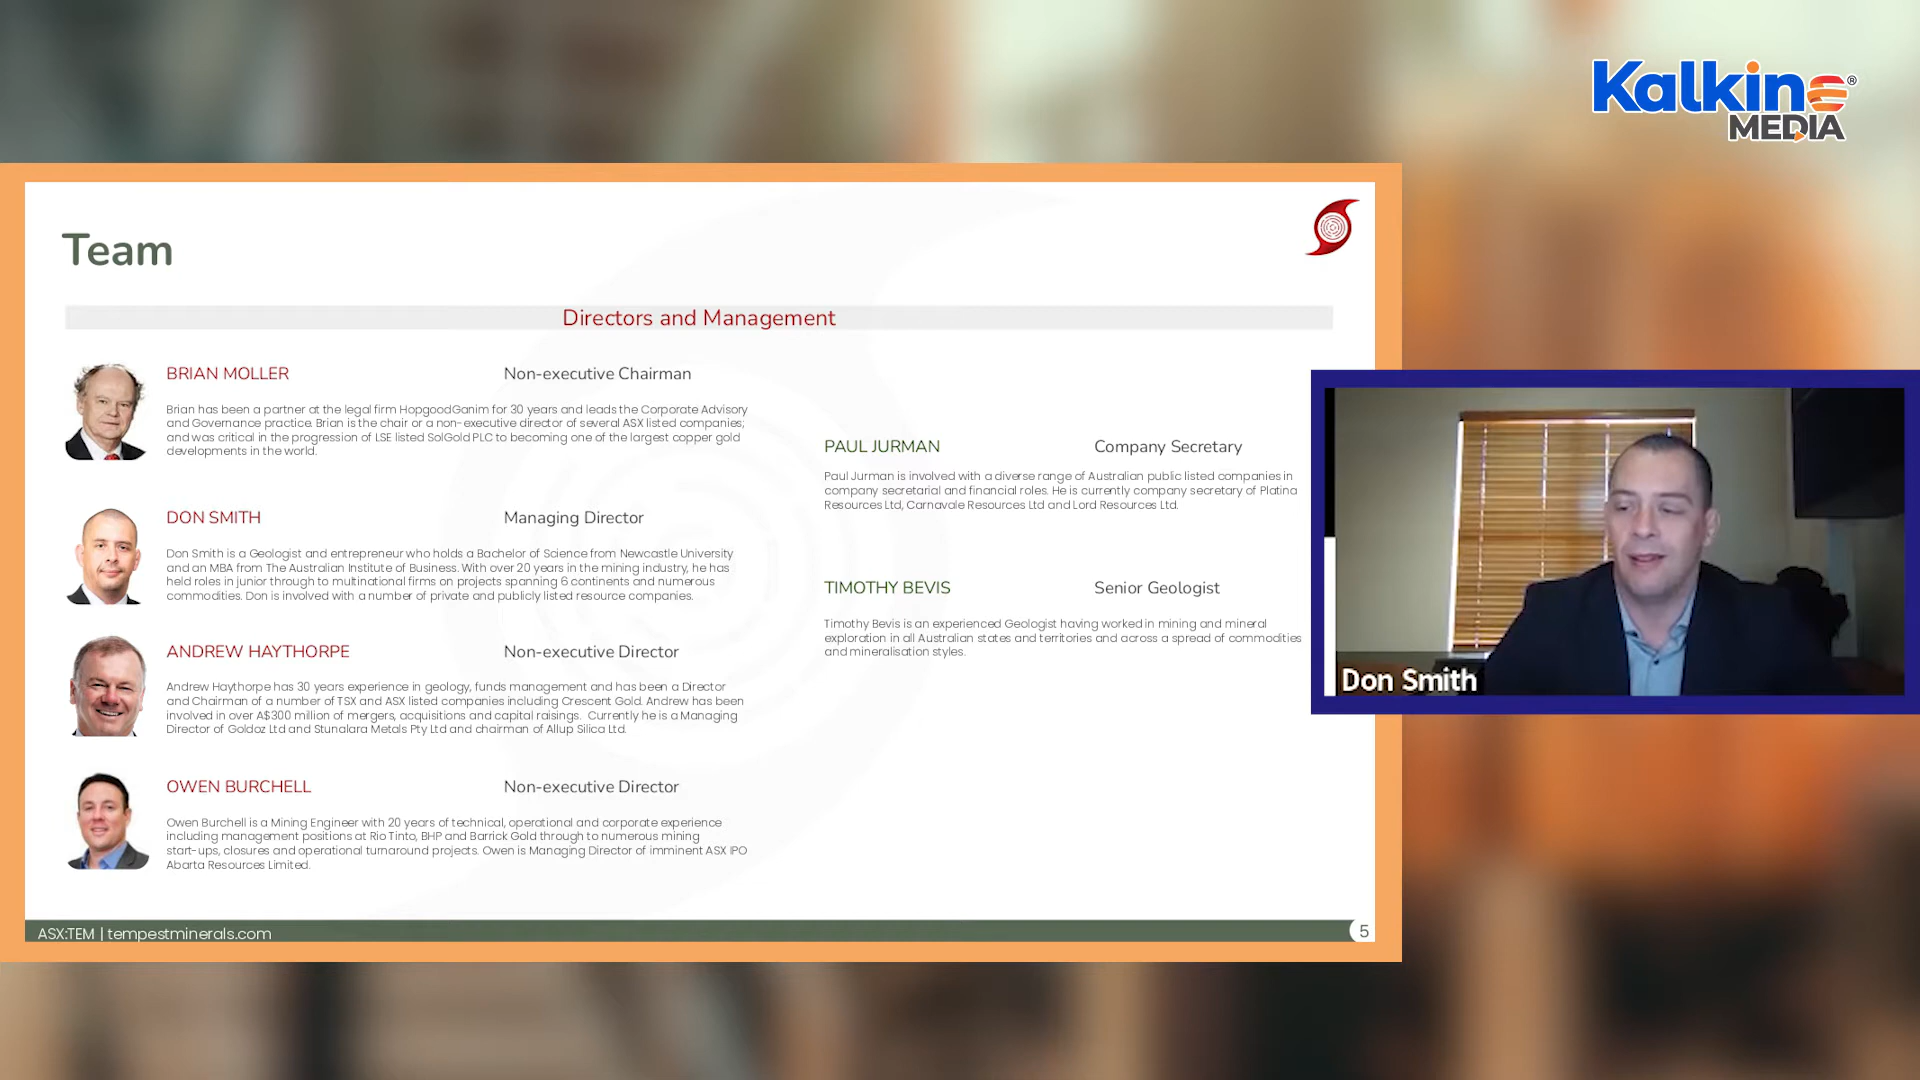 Kalkine®
MEDIA
Team
Directors and Management
BRIAN MOLLER
Non-executive Chairman
Brian has been a partner at the legal firm HopgoodGanim for 30 years and leads the Corporate Advisory
and Governance practice. Brian is the chair or a non-executive director of several ASX listed companies;
and was critical in the progression of LSE listed SolGold PLC to becoming one of the largest copper gold
developments in the world.
DON SMITH
Managing Director
Don Smith is a Geologist and entrepreneur who holds a Bachelor of Science from Newcastle University
and an MBA from The Australian Institute of Business. With over 20 years in the mining industry, he has
held roles in junior through to multinational firms on projects spanning 6 continents and numerous
commodities. Don is involved with a number of private and publicly listed resource companies.
ANDREW HAYTHORPE
Non-executive Director
Andrew Haythorpe has 30 years experience in geology, funds management and has been a Director
and Chairman of a number of TSX and ASX listed companies including Crescent Gold. Andrew has been
involved in over A$300 million of mergers, acquisitions and capital raisings. Currently he is a Managing
Director of Goldoz Ltd and Stunalara Metals Pty Ltd and chairman of Allup Silica Ltd.
OWEN BURCHELL
Non-executive Director
Owen Burchell is a Mining Engineer with 20 years of technical, operational and corporate experience
including management positions at Rio Tinto, BHP and Barrick Gold through to numerous mining
start-ups, closures and operational turnaround projects. Owen is Managing Director of imminent ASX IPO
Abarta Resources Limited.
PAUL JURMAN
Company Secretary
Paul Jurman is involved with a diverse range of Australian public listed companies in
company secretarial and financial roles. He is currently company secretary of Platina
Resources Ltd, Carnavale Resources Ltd and Lord Resources Ltd.
TIMOTHY BEVIS
Senior Geologist
Timothy Bevis is an experienced Geologist having worked in mining and mineral
exploration in all Australian states and territories and across a spread of commodities
and mineralisation styles.
Don Smith
ASX:TEM | tempestminerals.com
5